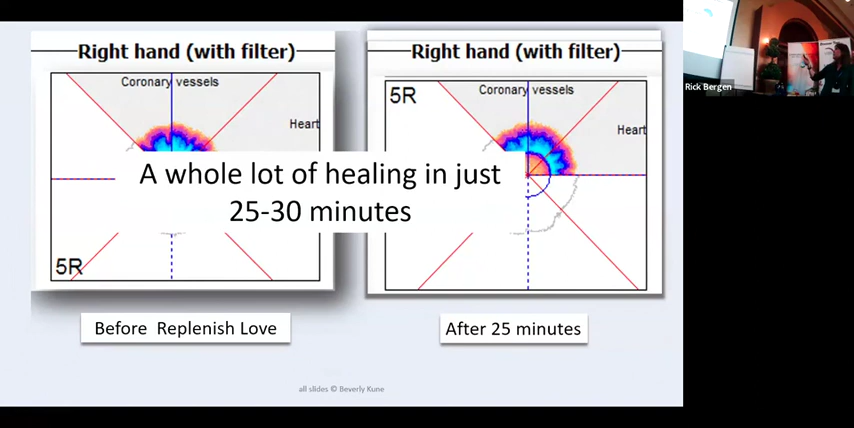 Right hand (with filter)
Coronary vessels
Heart
5R
Right hand (with filter)
5R
Coronary vessels
Heart
A whole lot of healing in just
25-30 minutes
Before Replenish Love
After 25 minutes
all slides © Beverly Kune
Rick Bergen